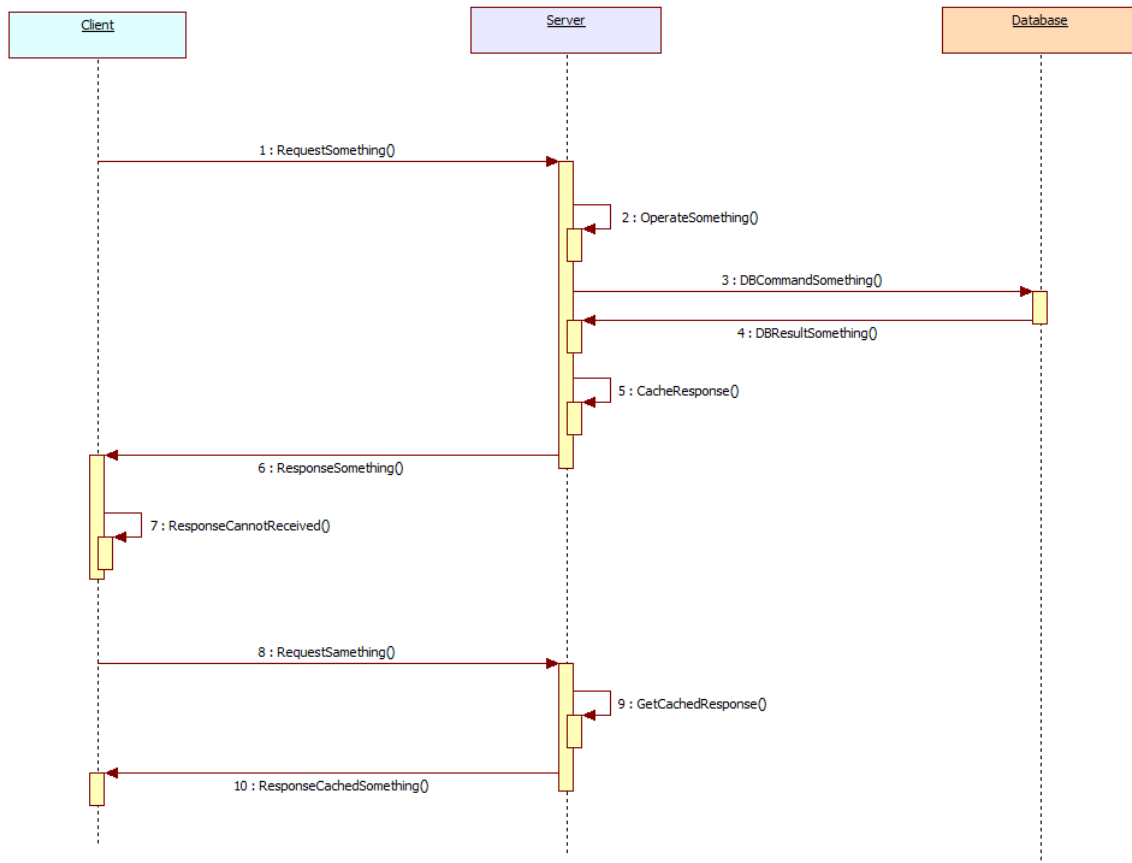 Client
Server
Database
1 : RequestSomething()
2 : OperateSomething()
3 : DBCommandSomething()
4 : DBResultSomething()
5 : CacheResponse()
6 : ResponseSomething()
7 : ResponseCannotReceived()
8 : RequestSamething()
9 : GetCachedResponse()
10 : ResponseCachedSomething()